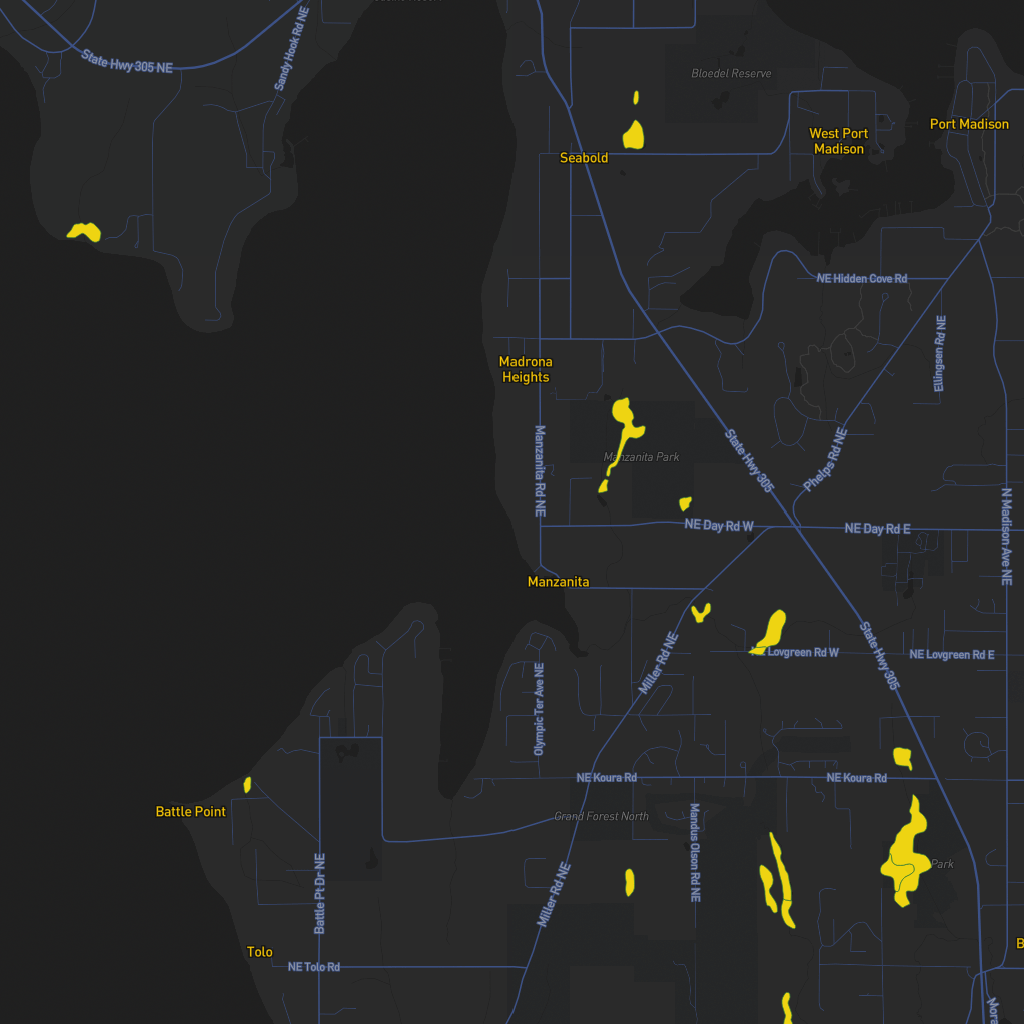 State Hwy 305 NE
Sandy Hook Rd NE
Bloedel Reserve
Port Madison
West Port
Madison
Seabold
NE Hidden Cove Rd
Ellingsen Rd NE
Madrona
Heights
Manzanita Rd NE
Manzanita Park
State Hwy 305
Phelps Rd NE
N Madison Ave NE
NE Day Rd W
NE Day Rd E
Manzanita
Miller Rd NE
NE Lovgreen Rd W
State Hwy 305
NE Lovgreen Rd E
Olympic Ter Ave NE
NE Koura Rd
NE Koura Rd
Battle Point
Grand Forest North
Mandus Olson Rd NE
Park
Battle Pt Dr NE
Miller Rd NE
Tolo
NE Tolo Rd
B